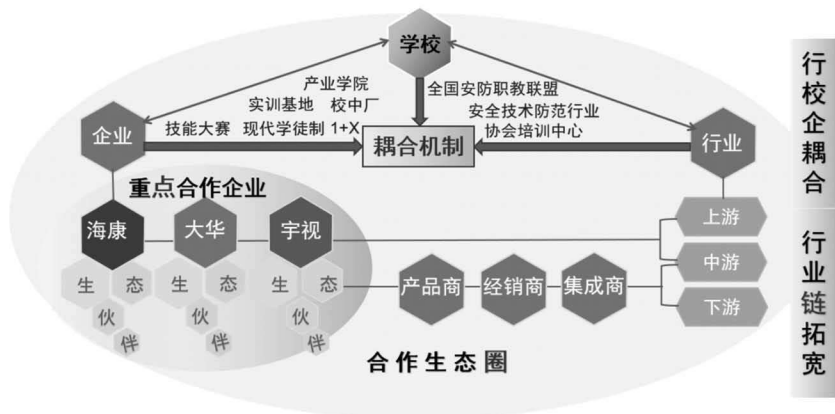 学校
产业学院
实训基地 校中厂
技能大赛 现代学徒制 1+X
全国安防职教联盟
安全技术防范行业
协会培训中心
企业
耦合机制
行业
重点合作企业
海康
大华
宇视
生态伙伴
生态伙伴
生态伙伴
产品商
经销商
集成商
上游
中游
下游
合作生态圈
行校企耦合
行业链拓宽